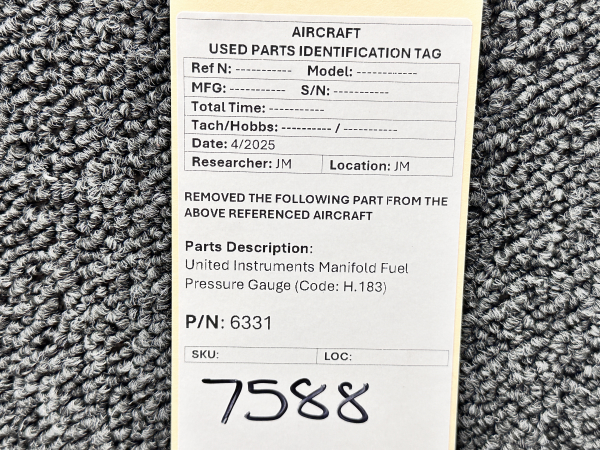 AIRCRAFT
USED PARTS IDENTIFICATION TAG
Ref N: ----------- Model: ------------
MFG: ----------- S/N: -----------
Total Time: -----------
Tach/Hobbs: ---------- / -----------
Date: 4/2025
Researcher: JM Location: JM
REMOVED THE FOLLOWING PART FROM THE
ABOVE REFERENCED AIRCRAFT
Parts Description:
United Instruments Manifold Fuel
Pressure Gauge (Code: H.183)
P/N: 6331
SKU: LOC:
7588